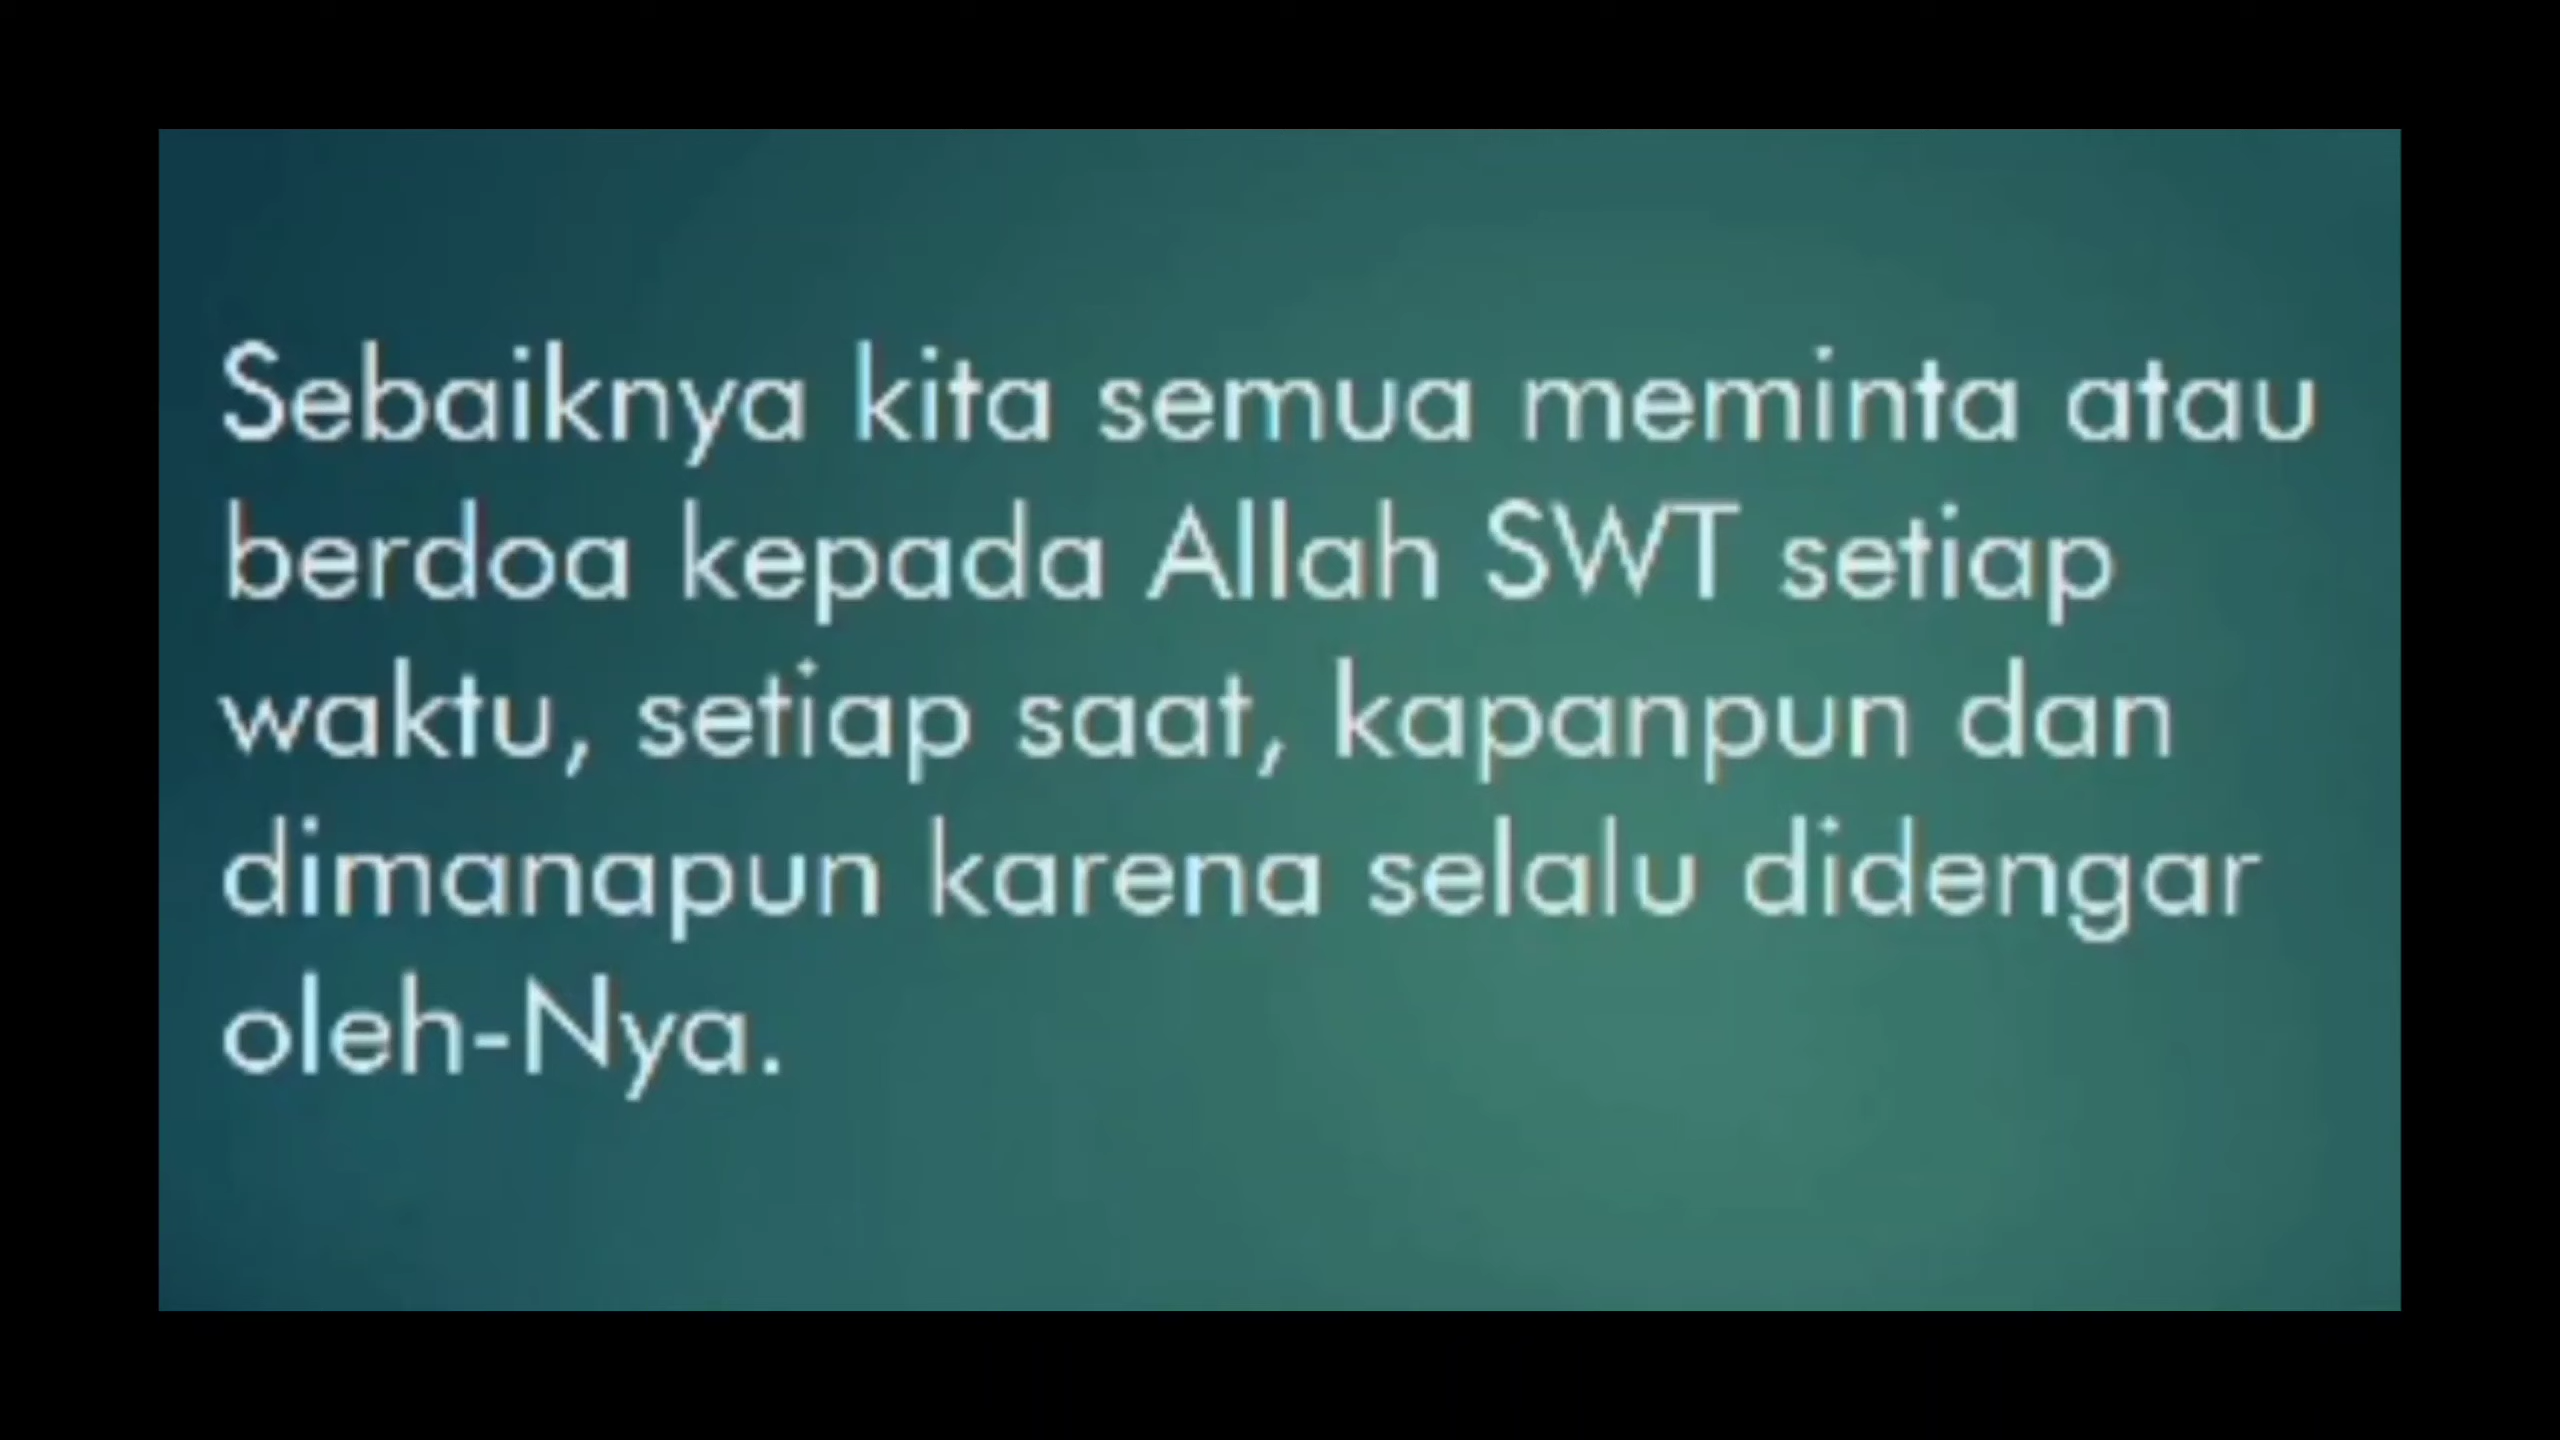 Sebaiknya kita semua meminta atau
berdoa kepada Allah SWT setiap
waktu, setiap saat, kapanpun dan
dimanapun karena selalu didengar
oleh-Nya.